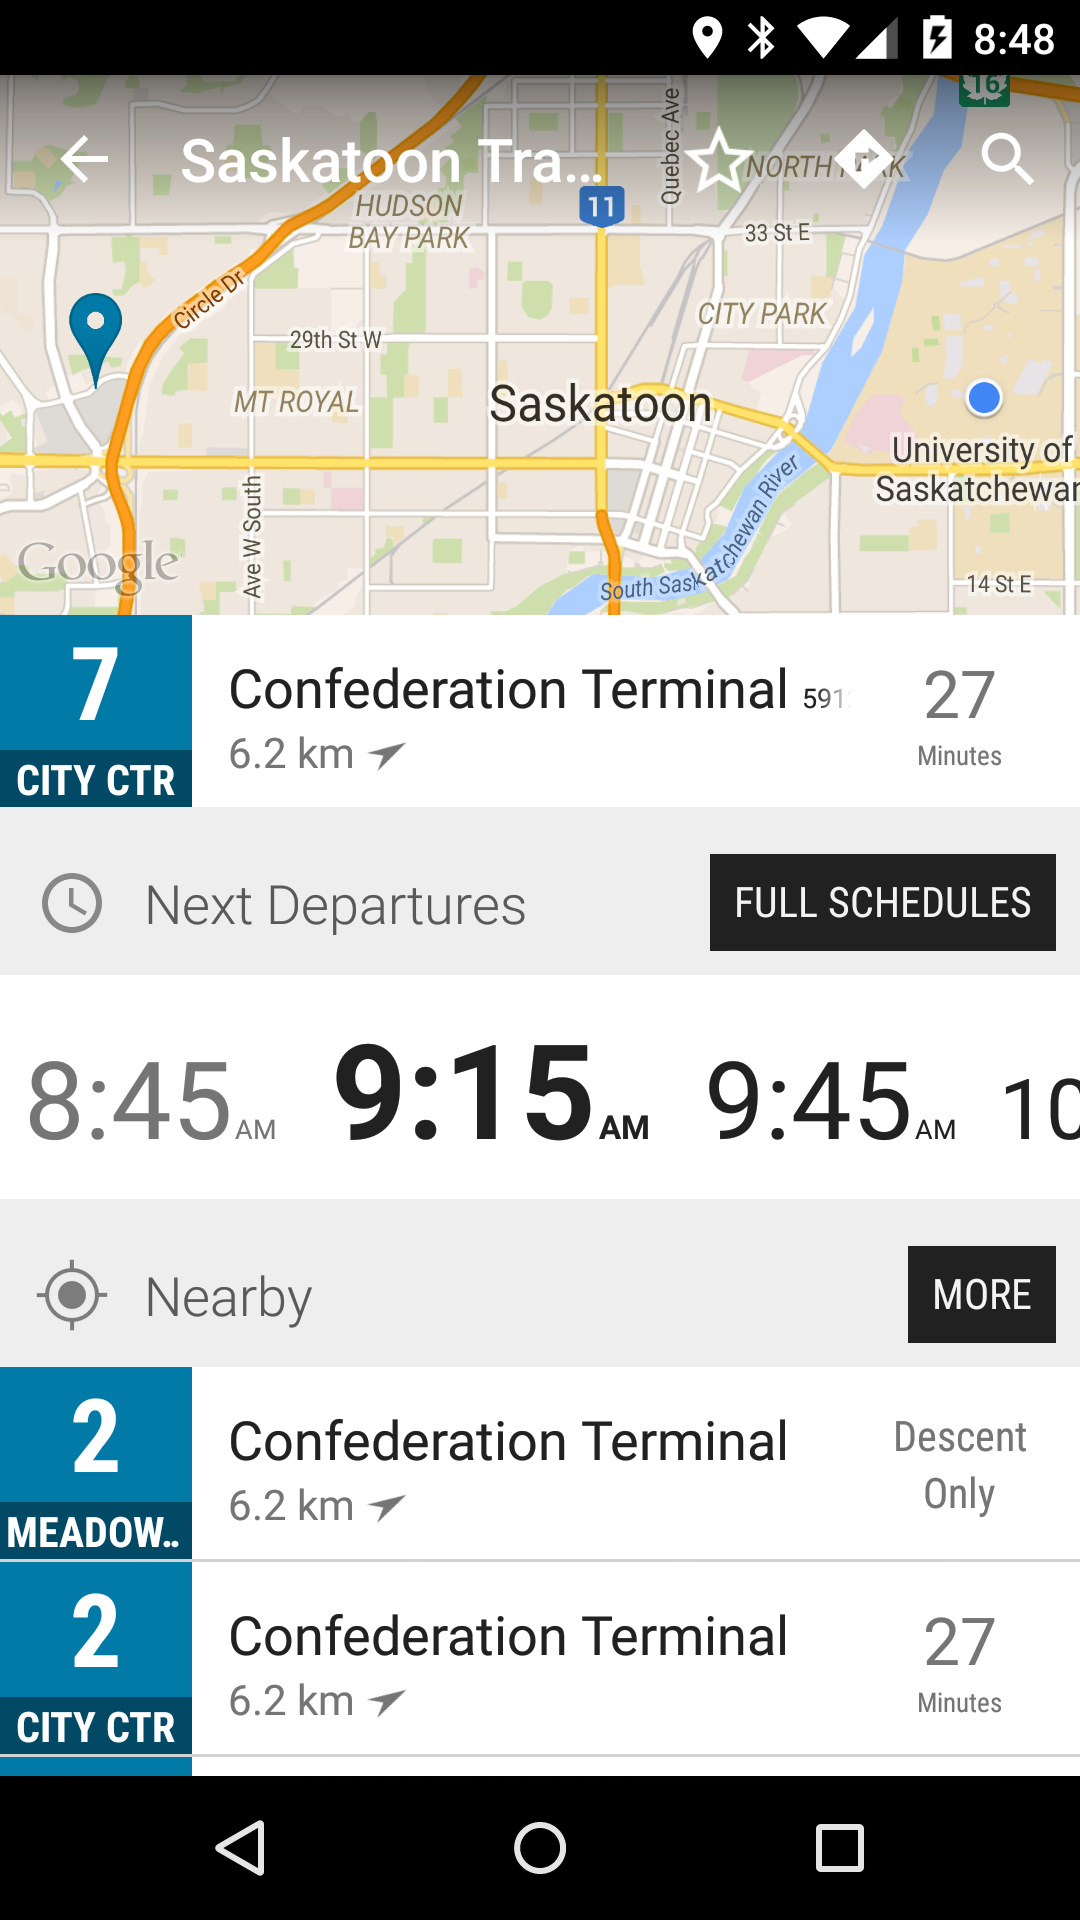 8:48
16
Saskatoon Tra...
Quebec Ave
HUDSON
BAY PARK
11
33 St E
Circle Dr
29th St W
CITY PARK
MT ROYAL
Saskatoon
University of
Saskatchewan
Ave W South
South Saskatchewan River
Google
14 St E
7
CITY CTR
Confederation Terminal
6.2 km
27
Minutes
Next Departures
FULL SCHEDULES
8:45 AM
9:15 AM
9:45 AM
10
Nearby
MORE
2
MEADOW..
Confederation Terminal
6.2 km
Descent
Only
2
CITY CTR
Confederation Terminal
6.2 km
27
Minutes